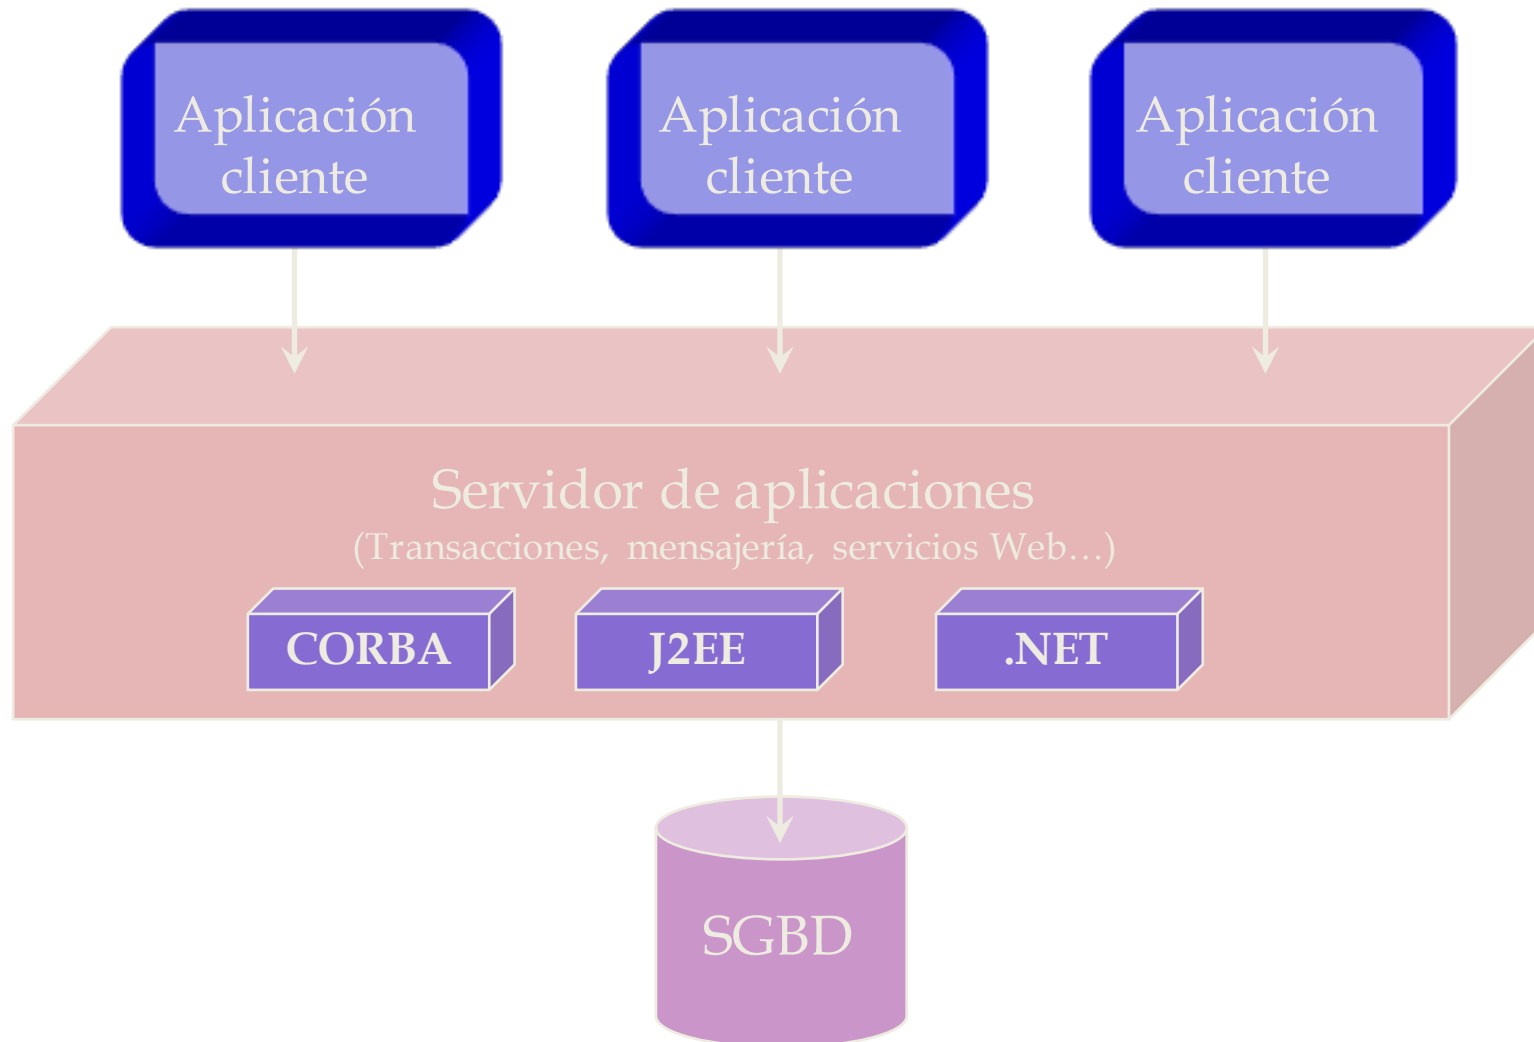 Aplicación
cliente
Aplicación
cliente
Aplicación
cliente
Servidor de aplicaciones
(Transacciones, mensajería, servicios Web…)
CORBA
J2EE
.NET
SGBD